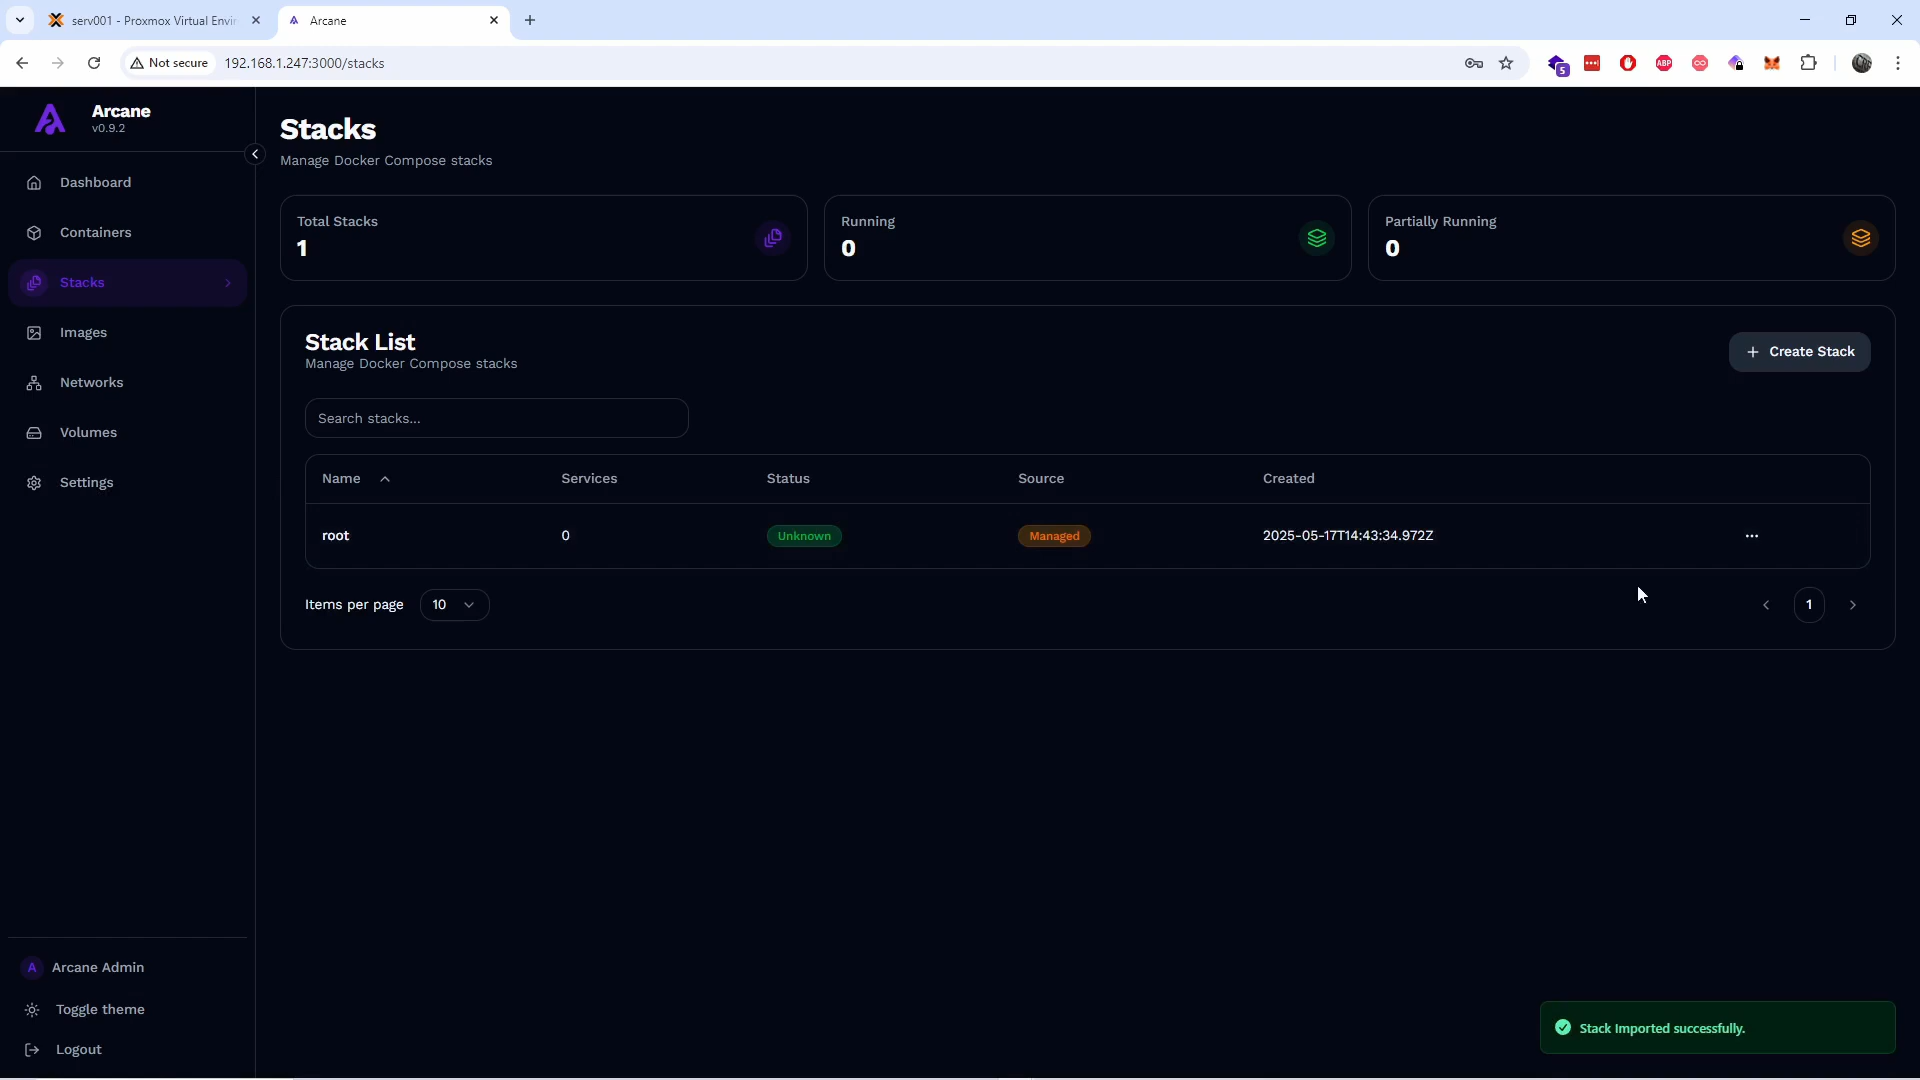 serv001 - Proxmox Virtual Envir
Arcane
Not secure
192.168.1.247:3000/stacks
5
ABP
Arcane
v0.9.2
Dashboard
Containers
Stacks
Images
Networks
Volumes
Settings
Arcane Admin
A
Toggle theme
Logout
Stacks
Manage Docker Compose stacks
Total Stacks
1
Running
0
Partially Running
0
Stack List
Manage Docker Compose stacks
Create Stack
Search stacks...
Name Services Status Source Created
root 0 Unknown Managed 2025-05-17T14:43:34.972Z
Items per page 10
1
Stack Imported successfully.